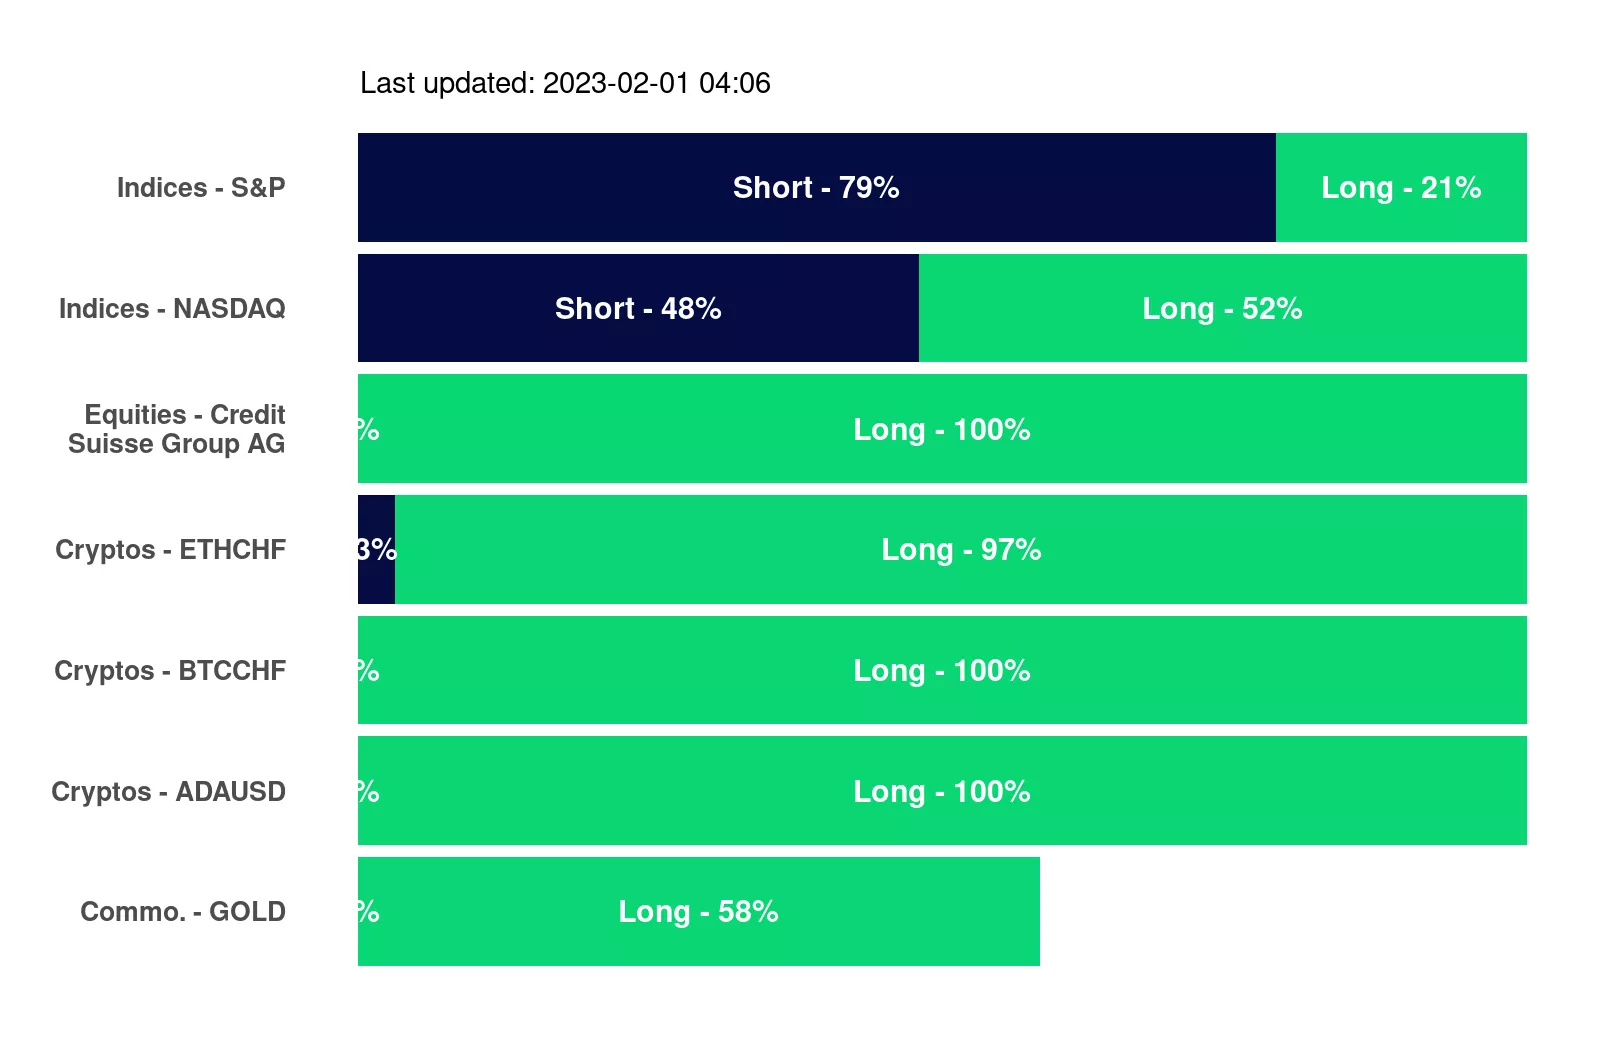 Last updated: 2023-02-01 04:06
Indices - S&P
Short - 79%
Long - 21%
Indices - NASDAQ
Short - 48%
Long - 52%
Equities - Credit
Suisse Group AG
%
Long - 100%
Cryptos - ETHCHF
3%
Long - 97%
Cryptos - BTCCHF
%
Long - 100%
Cryptos - ADAUSD
%
Long - 100%
Commo. - GOLD
%
Long - 58%